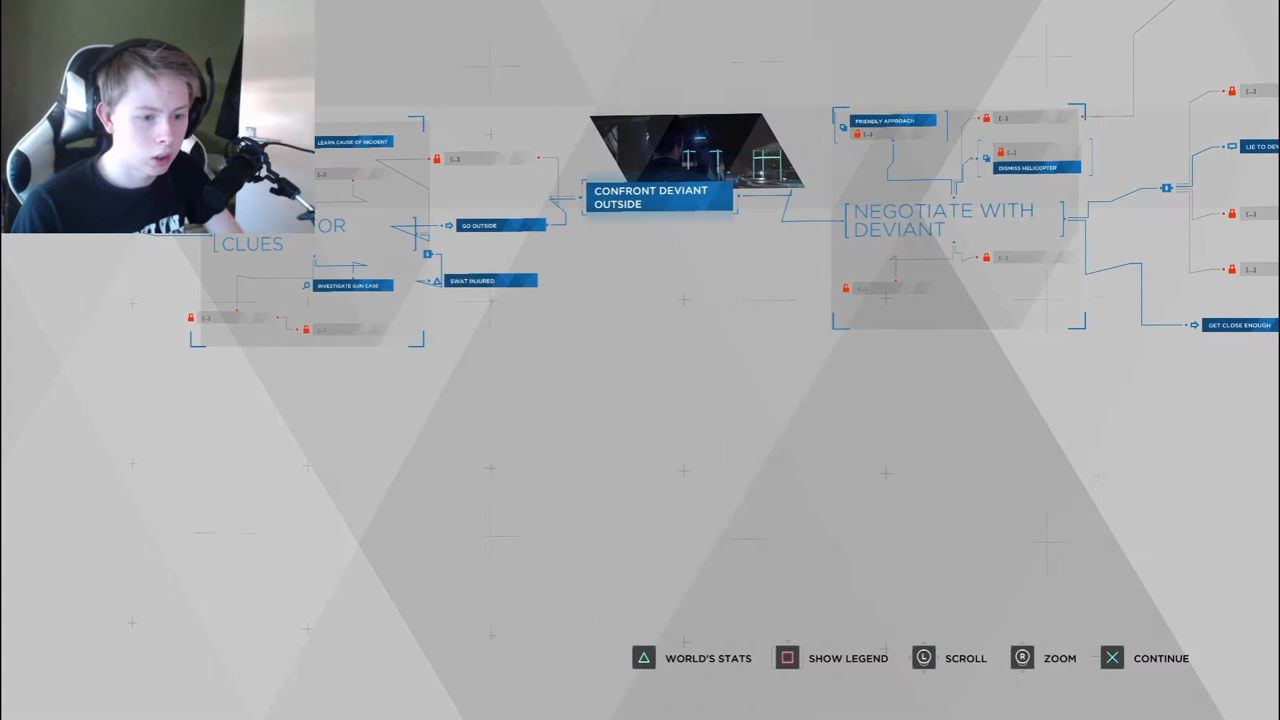 LEARN CAUSE OF INCIDENT
[...]
[...]
OR
CLUES
GO OUTSIDE
INVESTIGATE GUN CASE
SWAT INJURED
[...]
[...]
CONFRONT DEVIANT
OUTSIDE
FRIENDLY APPROACH
[...]
[...]
[...]
DISMISS HELICOPTER
NEGOTIATE WITH
DEVIANT
[...]
[...]
[...]
LIE TO DEV
[...]
[...]
GET CLOSE ENOUGH
WORLD'S STATS
SHOW LEGEND
L
SCROLL
R
ZOOM
CONTINUE